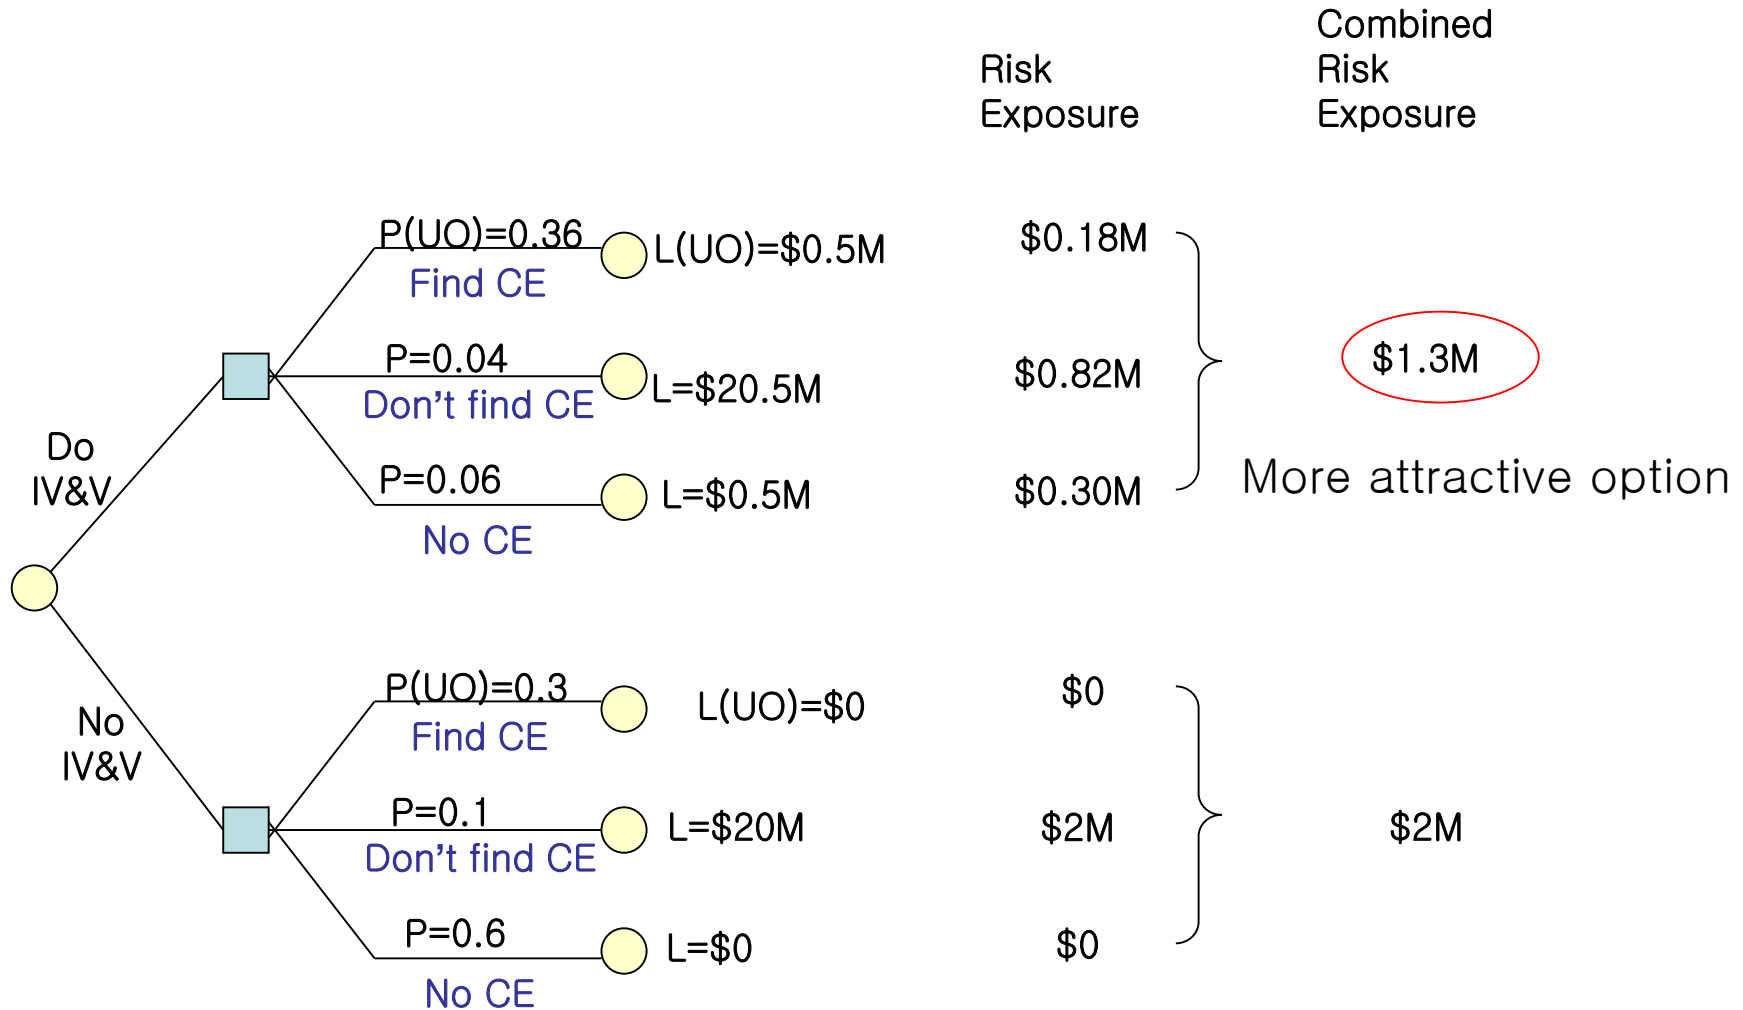 Combined
Risk
Exposure
Risk
Exposure
P(UO)=0.36
Find CE
L(UO)=$0.5M
$0.18M
P=0.04
Don't find CE
L=$20.5M
$0.82M
$1.3M
Do
IV&V
P=0.06
No CE
L=$0.5M
$0.30M
More attractive option
No
IV&V
P(UO)=0.3
Find CE
L(UO)=$0
$0
P=0.1
Don't find CE
L=$20M
$2M
$2M
P=0.6
No CE
L=$0
$0